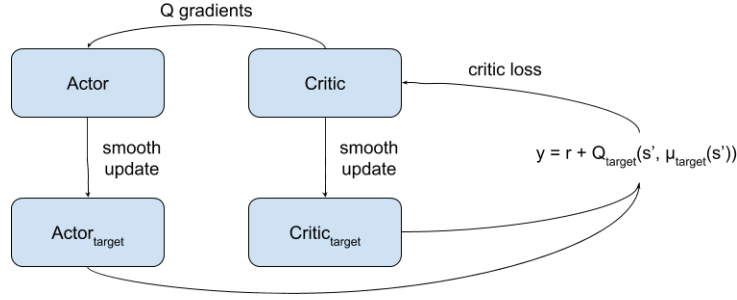 Q gradients
Actor
Critic
critic loss
smooth
update
smooth
update
y = r + Qtarget(s’, μtarget(s’))
Actortarget
Critictarget